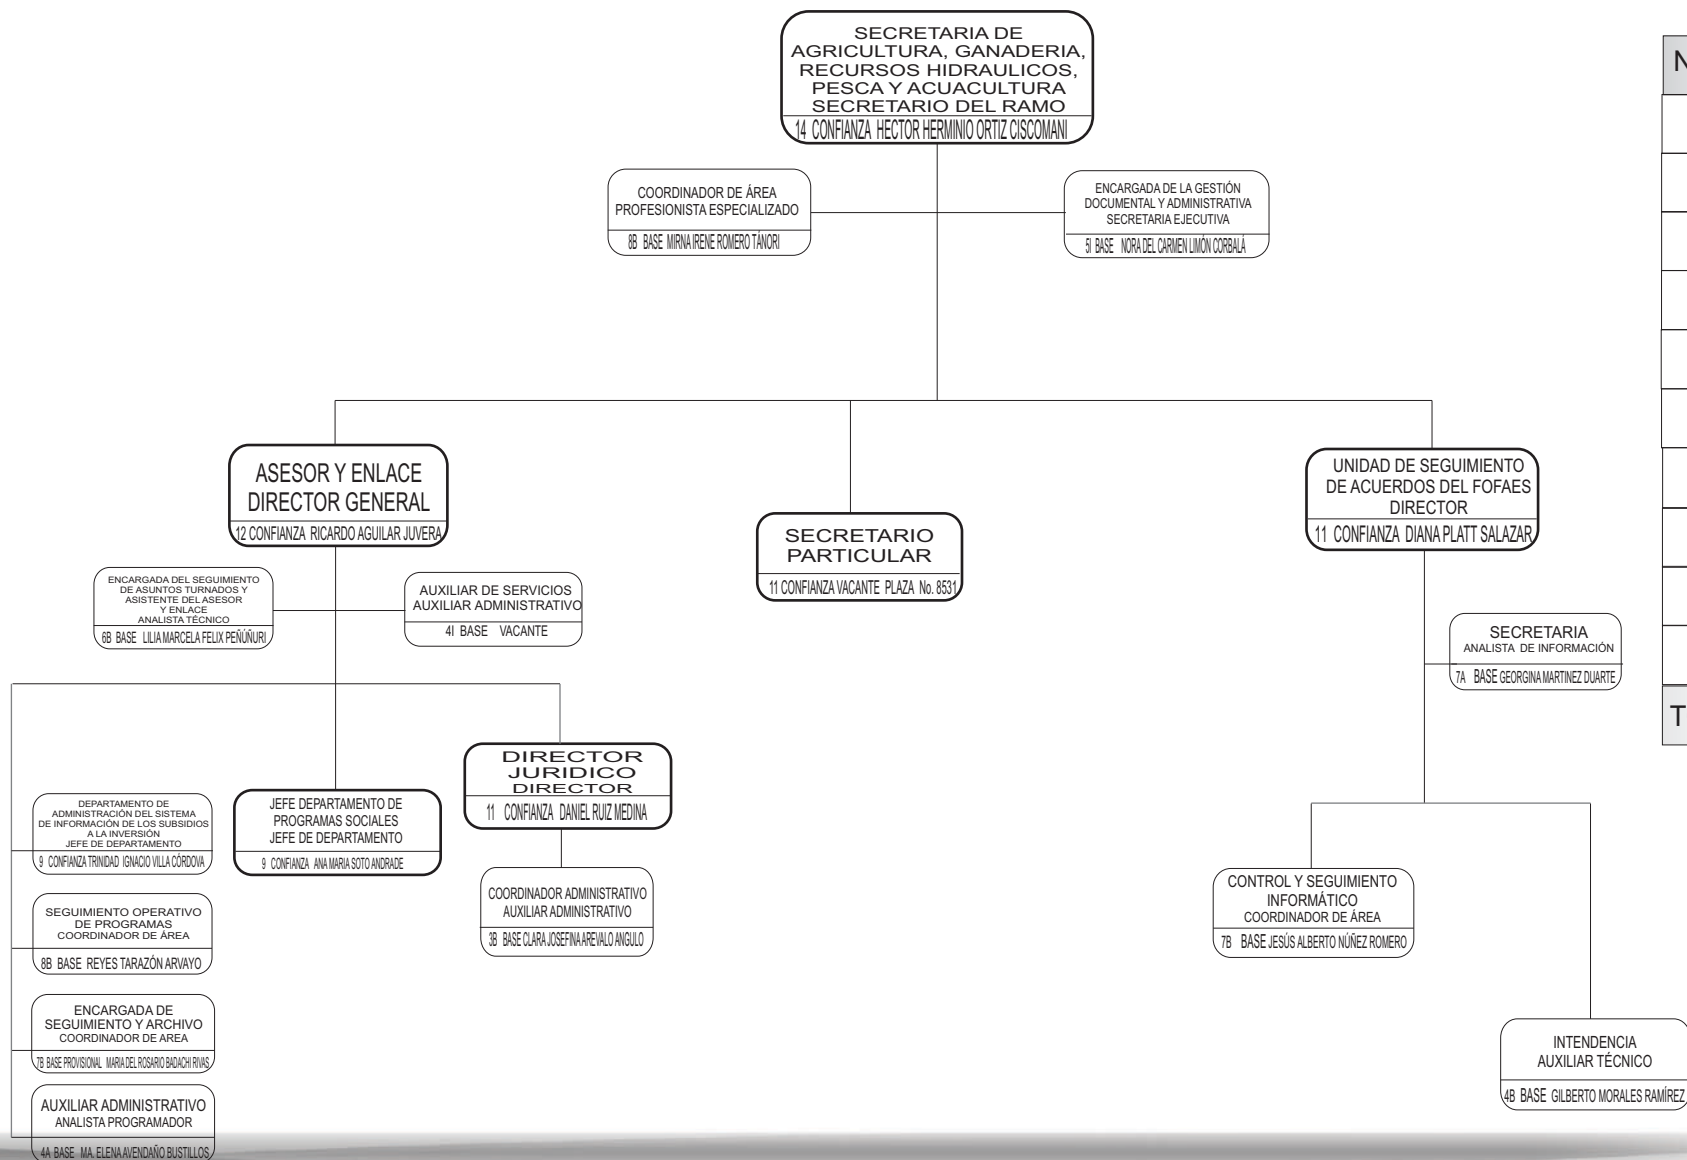 SECRETARIA DE
AGRICULTURA, GANADERIA,
RECURSOS HIDRAULICOS,
PESCA Y ACUACULTURA
SECRETARIO DEL RAMO
14 CONFIANZA HECTOR HERMINIO ORTIZ CISCOMANI
COORDINADOR DE ÁREA
PROFESIONISTA ESPECIALIZADO
8B BASE MIRNA IRENE ROMERO TÁNORI
ENCARGADA DE LA GESTIÓN
DOCUMENTAL Y ADMINISTRATIVA
SECRETARIA EJECUTIVA
5I BASE NORA DEL CARMEN LIMÓN CORBALÁ
N
ASESOR Y ENLACE
DIRECTOR GENERAL
12 CONFIANZA RICARDO AGUILAR JUVERA
SECRETARIO
PARTICULAR
11 CONFIANZA VACANTE PLAZA No. 8531
UNIDAD DE SEGUIMIENTO
DE ACUERDOS DEL FOFAES
DIRECTOR
11 CONFIANZA DIANA PLATT SALAZAR
ENCARGADA DEL SEGUIMIENTO
DE ASUNTOS TURNADOS Y
ASISTENTE DEL ASESOR
Y ENLACE
ANALISTA TÉCNICO
6B BASE LILIA MARCELA FELIX PEÑÚÑURI
AUXILIAR DE SERVICIOS
AUXILIAR ADMINISTRATIVO
4I BASE VACANTE
SECRETARIA
ANALISTA DE INFORMACIÓN
7A BASE GEORGINA MARTINEZ DUARTE
T
DIRECTOR
JURIDICO
DIRECTOR
11 CONFIANZA DANIEL RUIZ MEDINA
DEPARTAMENTO DE
ADMINISTRACIÓN DEL SISTEMA
DE INFORMACIÓN DE LOS SUBSIDIOS
A LA INVERSIÓN
JEFE DE DEPARTAMENTO
9 CONFIANZA TRINIDAD IGNACIO VILLA CÓRDOVA
JEFE DEPARTAMENTO DE
PROGRAMAS SOCIALES
JEFE DE DEPARTAMENTO
9 CONFIANZA ANA MARIA SOTO ANDRADE
COORDINADOR ADMINISTRATIVO
AUXILIAR ADMINISTRATIVO
3B BASE CLARA JOSEFINA AREVALO ANGULO
CONTROL Y SEGUIMIENTO
INFORMÁTICO
COORDINADOR DE ÁREA
7B BASE JESÚS ALBERTO NÚÑEZ ROMERO
SEGUIMIENTO OPERATIVO
DE PROGRAMAS
COORDINADOR DE ÁREA
8B BASE REYES TARAZÓN ARVAYO
ENCARGADA DE
SEGUIMIENTO Y ARCHIVO
COORDINADOR DE AREA
7B BASE PROVISIONAL MARIA DEL ROSARIO BADACHI RIVAS
INTENDENCIA
AUXILIAR TÉCNICO
4B BASE GILBERTO MORALES RAMÍREZ
AUXILIAR ADMINISTRATIVO
ANALISTA PROGRAMADOR
4A BASE MA. ELENA AVENDAÑO BUSTILLOS